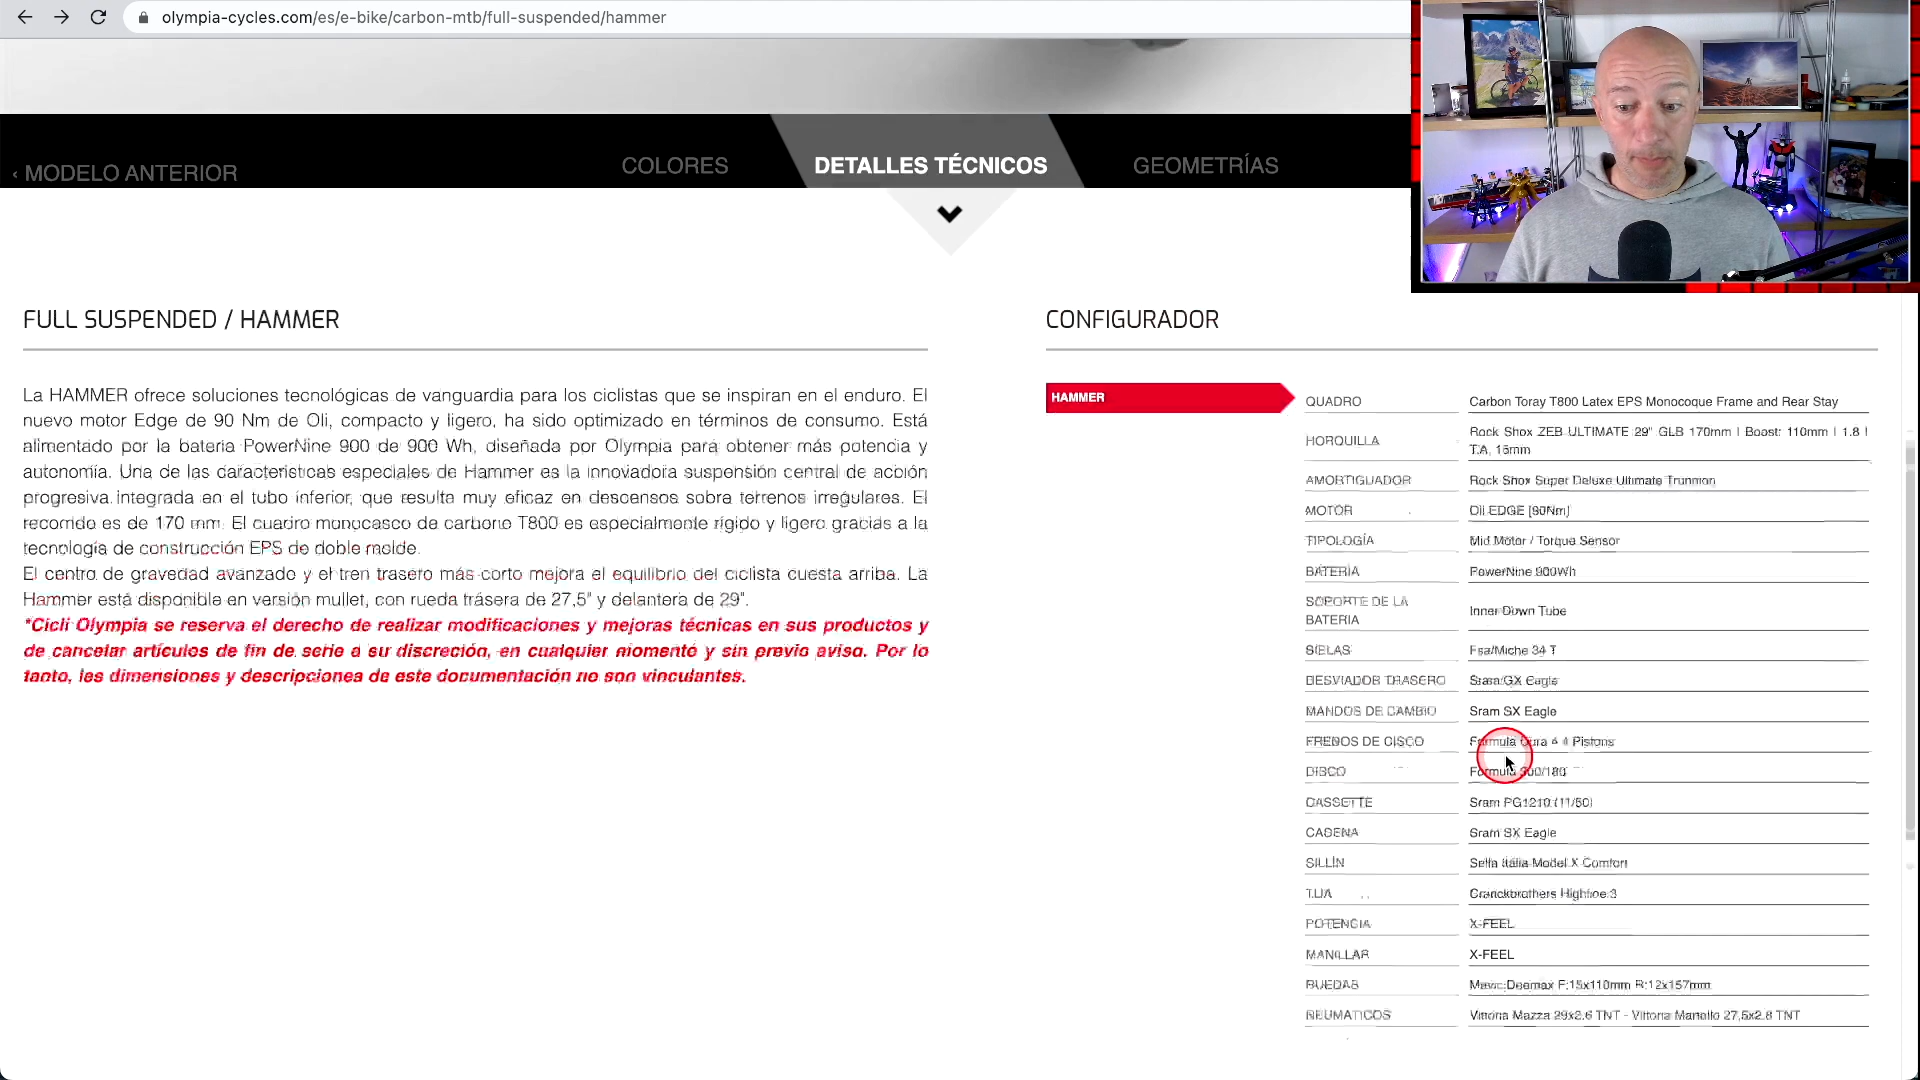 olympia-cycles.com/es/e-bike/carbon-mtb/full-suspended/hammer
‹ MODELO ANTERIOR
COLORES
DETALLES TÉCNICOS
GEOMETRÍAS
FULL SUSPENDED / HAMMER
La HAMMER ofrece soluciones tecnológicas de vanguardia para los ciclistas que se inspiran en el enduro. El
nuevo motor Edge de 90 Nm de Oli, compacto y ligero, ha sido optimizado en términos de consumo. Está
alimentado por la batería PowerNine 900 de 900 Wh, diseñada por Olympia para obtener más potencia y
autonomía. Una de las características especiales de Hammer es la innovadora suspensión central de acción
progresiva integrada en el tubo inferior, que resulta muy eficaz en descensos sobre terrenos irregulares. El
recorrido es de 170 mm. El cuadro monocasco de carbono T800 es especialmente rígido y ligero gracias a la
tecnología de construcción EPS de doble molde.
El centro de gravedad avanzado y el tren trasero más corto mejora el equilibrio del ciclista cuesta arriba. La
Hammer está disponible en versión mullet, con rueda trasera de 27,5" y delantera de 29".
*Cicli Olympia se reserva el derecho de realizar modificaciones y mejoras técnicas en sus productos y
de cancelar artículos de fin de serie a su discreción, en cualquier momento y sin previo aviso. Por lo
tanto, las dimensiones y descripciones de este documentación no son vinculantes.
CONFIGURADOR
HAMMER
QUADRO Carbon Toray T800 Latex EPS Monocoque Frame and Rear Stay
HORQUILLA Rock Shox ZEB ULTIMATE 29" GLB 170mm | Boost: 110mm | 1.8 |
T.A, 15mm
AMORTIGUADOR Rock Shox Super Deluxe Ultimate Trunnion
MOTOR Oli EDGE [90Nm]
TIPOLOGÍA Mid Motor / Torque Sensor
BATERÍA PowerNine 900Wh
SOPORTE DE LA
BATERIA Inner Down Tube
BIELAS Fsa/Miche 34 T
DESVIADOR TRASERO Sram GX Eagle
MANDOS DE CAMBIO Sram SX Eagle
FRENOS DE DISCO Formula Cura 4 4 Pistons
DISCO Formula /180
CASSETTE Sram PG1210 (11/50)
CADENA Sram SX Eagle
SILLÍN Sella Italia Model X Comfort
TIJA Cranckbrothers Highline 3
POTENCIA X-FEEL
MANILLAR X-FEEL
RUEDAS Mavic Deemax F:15x110mm R:12x157mm
NEUMATICOS Vittoria Mazza 29x2.6 TNT - Vittoria Martello 27,5x2.8 TNT